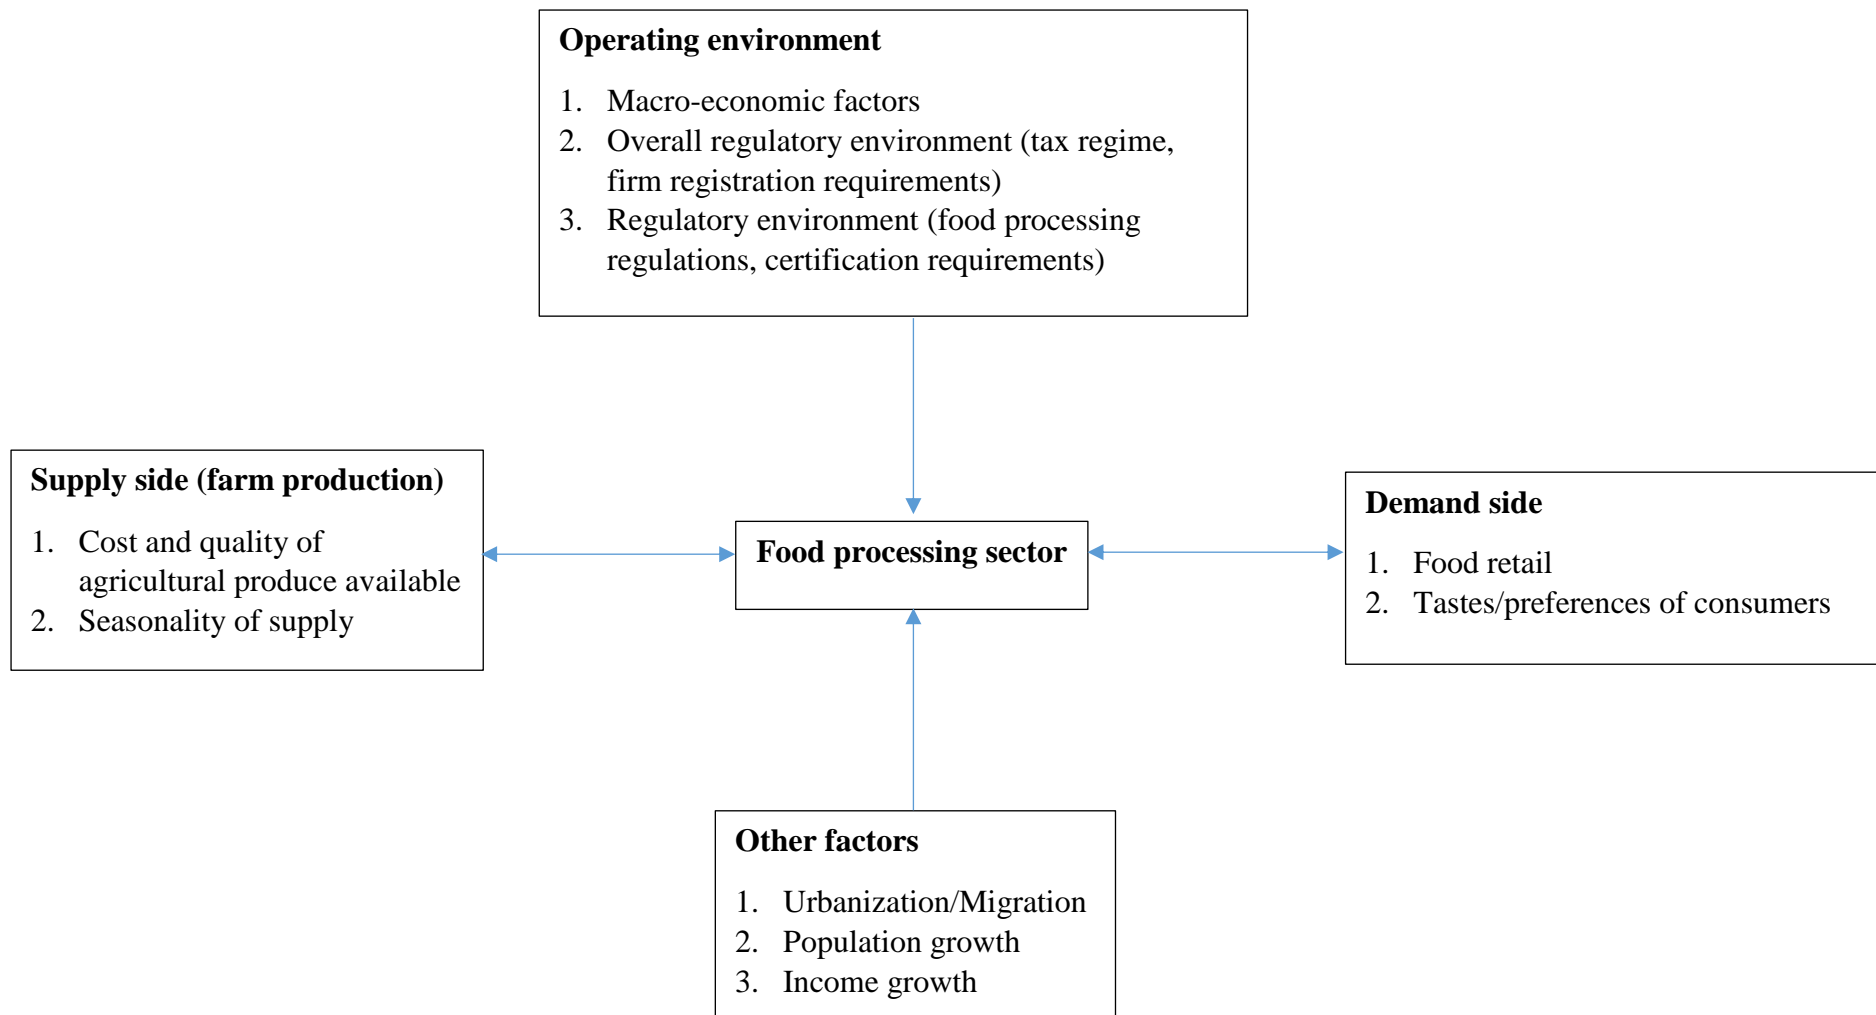 Operating environment
1. Macro-economic factors
2. Overall regulatory environment (tax regime,
firm registration requirements)
3. Regulatory environment (food processing
regulations, certification requirements)
Supply side (farm production)
1. Cost and quality of
agricultural produce available
2. Seasonality of supply
Food processing sector
Demand side
1. Food retail
2. Tastes/preferences of consumers
Other factors
1. Urbanization/Migration
2. Population growth
3. Income growth